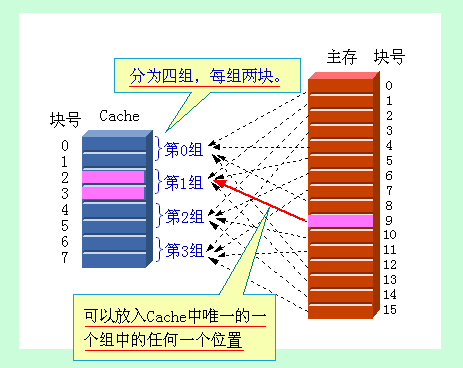 分为四组，每组两块。
主存 块号
块号 Cache
0
1
2
3
4
5
6
7
第0组
第1组
第2组
第3组
0
1
2
3
4
5
6
7
8
9
10
11
12
13
14
15
可以放入Cache中唯一的一
个组中的任何一个位置